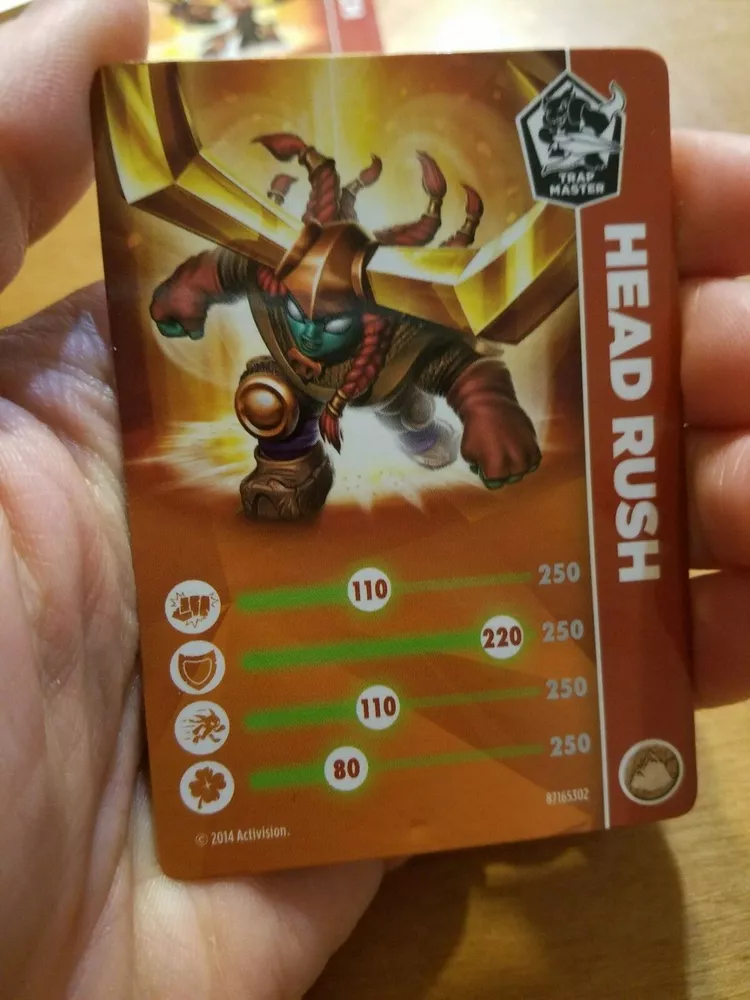 TRAP
MASTER
HEAD RUSH
110 250
220 250
110 250
80 250
87165302
© 2014 Activision.